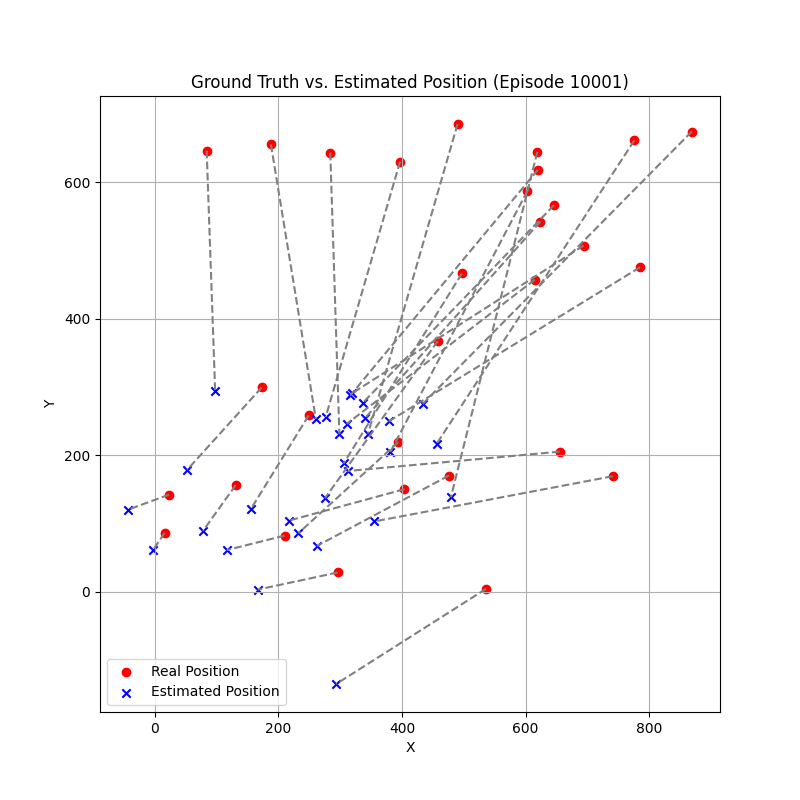 Ground Truth vs. Estimated Position (Episode 10001)
Y
600
400
200
0
Real Position
Estimated Position
0 200 400 600 800
X